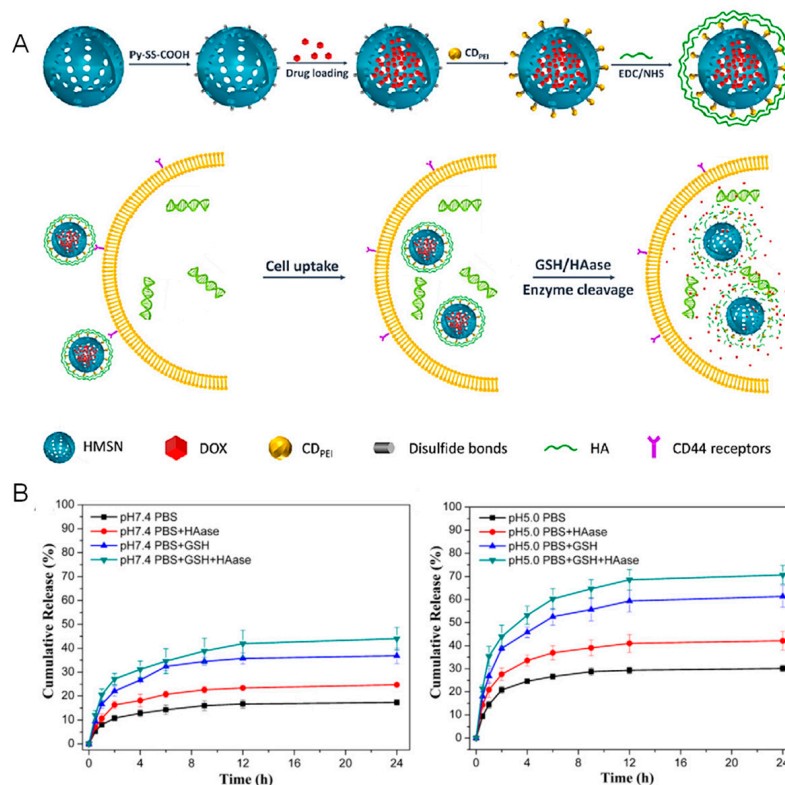 A
Py-SS-COOH
Drug loading
CD_PEI
EDC/NHS
Cell uptake
GSH/HAase
Enzyme cleavage
HMSN
DOX
CD_PEI
Disulfide bonds
HA
CD44 receptors
B
Cumulative Release (%)
100
90
80
70
60
50
40
30
20
10
0
pH7.4 PBS
pH7.4 PBS+HAase
pH7.4 PBS+GSH
pH7.4 PBS+GSH+HAase
0 4 8 12 16 20 24
Time (h)
Cumulative Release (%)
100
90
80
70
60
50
40
30
20
10
0
pH5.0 PBS
pH5.0 PBS+HAase
pH5.0 PBS+GSH
pH5.0 PBS+GSH+HAase
0 4 8 12 16 20 24
Time (h)